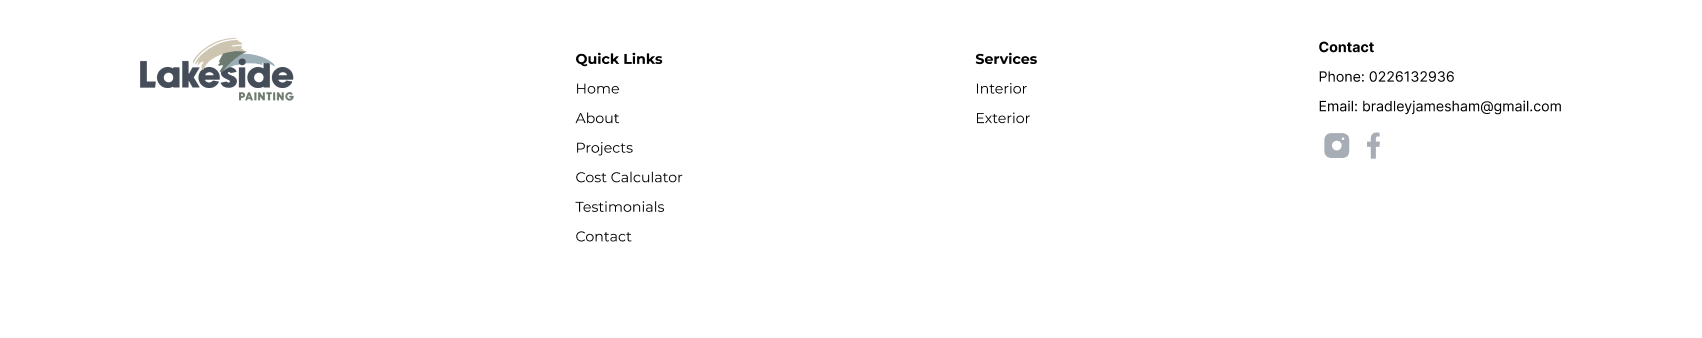 Lakeside
PAINTING
Quick Links
Home
About
Projects
Cost Calculator
Testimonials
Contact
Services
Interior
Exterior
Contact
Phone: 0226132936
Email: bradleyjamesham@gmail.com